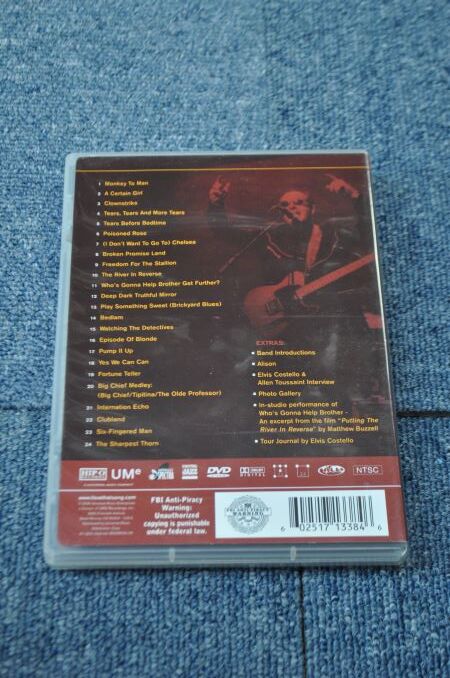 1 Monkey To Man
2 A Certain Girl
3 Clownstrike
4 Tears, Tears And More Tears
5 Tears Before Bedtime
6 Poisoned Rose
7 (I Don't Want To Go To) Chelsea
8 Broken Promise Land
9 Freedom For The Stallion
10 The River In Reverse
11 Who's Gonna Help Brother Get Further?
12 Deep Dark Truthful Mirror
13 Play Something Sweet (Brickyard Blues)
14 Bedlam
15 Watching The Detectives
16 Episode Of Blonde
17 Pump It Up
18 Yes We Can Can
19 Fortune Teller
20 Big Chief Medley:
(Big Chief/Tipitina/The Olde Professor)
21 Internation Echo
22 Clubland
23 Six-Fingered Man
24 The Sharpest Thorn
EXTRAS:
Band Introductions
Alison
Elvis Costello &
Allen Toussaint Interview
Photo Gallery
In-studio performance of
Who's Gonna Help Brother -
An excerpt from the film "Putting The
River In Reverse" by Matthew Buzzell
Tour Journal by Elvis Costello
HIP-O
UMe
DVD
DOLBY
DIGITAL
NTSC
FBI Anti-Piracy
Warning:
Unauthorized
copying is punishable
under federal law.
FBI ANTI-PIRACY
WARNING
6 02517 13384 6